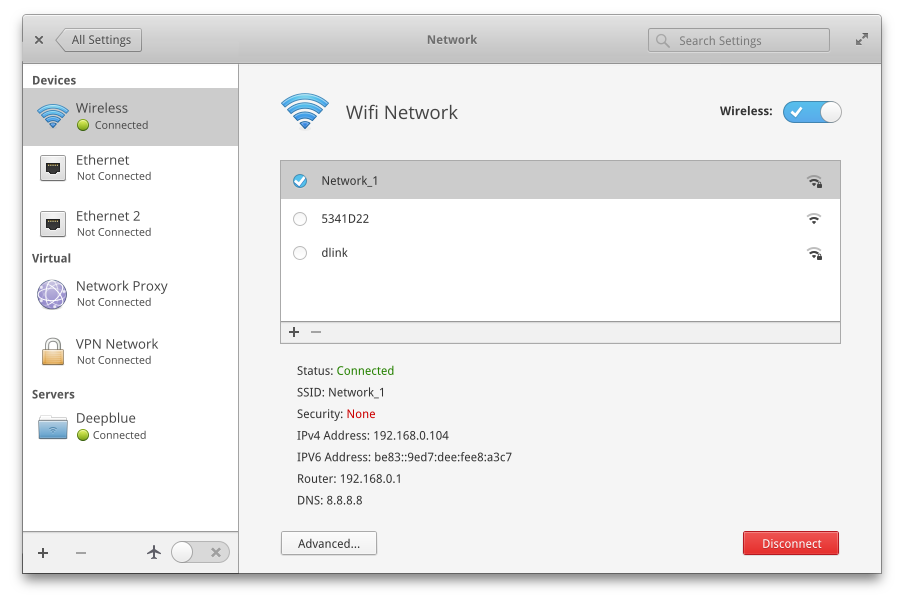 All Settings
Network
Search Settings
Devices
Wireless
Connected
Ethernet
Not Connected
Ethernet 2
Not Connected
Virtual
Network Proxy
Not Connected
VPN Network
Not Connected
Servers
Deepblue
Connected
Wifi Network
Wireless:
Network_1
5341D22
dlink
Status: Connected
SSID: Network_1
Security: None
IPv4 Address: 192.168.0.104
IPV6 Address: be83::9ed7:dee:fee8:a3c7
Router: 192.168.0.1
DNS: 8.8.8.8
Advanced...
Disconnect